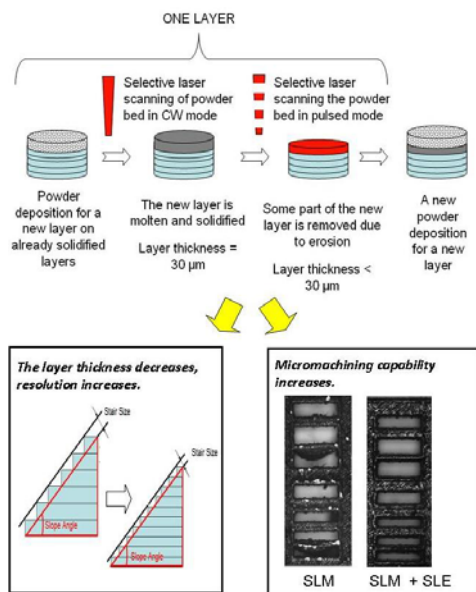 ONE LAYER
Selective laser
scanning of powder
bed in CW mode
Selective laser
scanning the powder
bed in pulsed mode
Powder
deposition for a
new layer on
already solidified
layers
The new layer is
molten and solidified
Layer thickness =
30 µm
Some part of the new
layer is removed due
to erosion
Layer thickness <
30 µm
A new
powder
deposition
for a new
layer
The layer thickness decreases,
resolution increases.
Stair Size
Slope Angle
Stair Size
Slope Angle
Micromachining capability
increases.
SLM
SLM + SLE